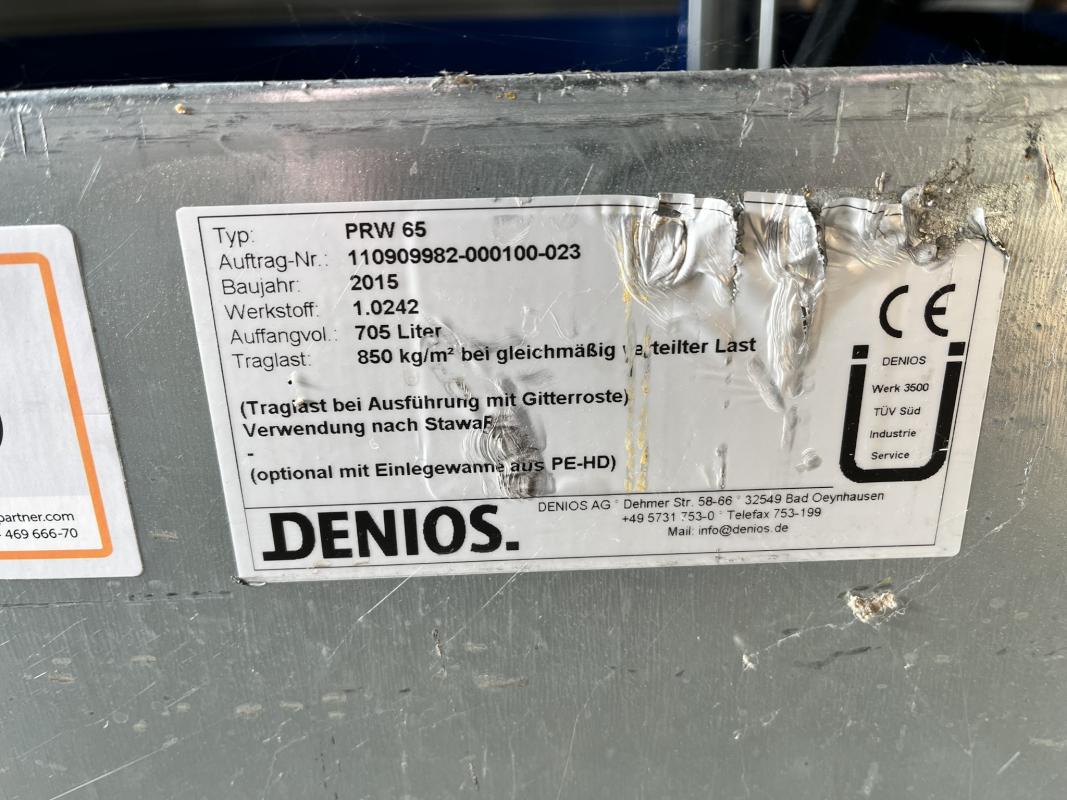 Typ: PRW 65
Auftrag-Nr.: 110909982-000100-023
Baujahr: 2015
Werkstoff: 1.0242
Auffangvol.: 705 Liter
Traglast: 850 kg/m² bei gleichmäßig verteilter Last
(Traglast bei Ausführung mit Gitterroste)
Verwendung nach StawaR
-
(optional mit Einlegewanne aus PE-HD)
CE
DENIOS
Werk 3500
TÜV Süd
Industrie
Service
DENIOS.
DENIOS AG ° Dehmer Str. 58-66 ° 32549 Bad Oeynhausen
+49 5731 753-0 ° Telefax 753-199
Mail: info@denios.de
partner.com
469 666-70